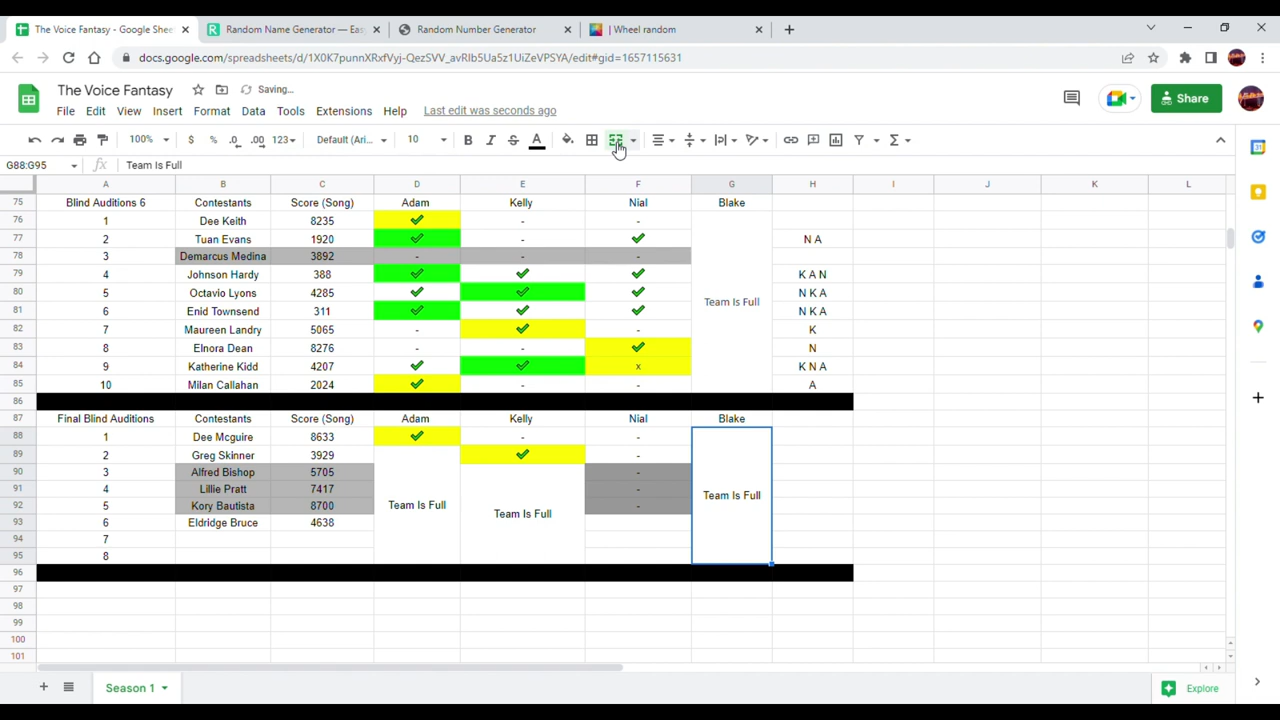 The Voice Fantasy - Google Shee
Random Name Generator — Eas
Random Number Generator
| Wheel random
docs.google.com/spreadsheets/d/1X0K7punnXRxfVyj-QezSVV_avRIb5Ua5z1UiZeVPSYA/edit#gid=1657115631
The Voice Fantasy
Saving...
File Edit View Insert Format Data Tools Extensions Help Last edit was seconds ago
Share
100% $ % .0 .00 123 Default (Ari... 10 B I S A
G88:G95 fx Team Is Full
A B C D E F G H I J K L
75 Blind Auditions 6 Contestants Score (Song) Adam Kelly Nial Blake
76 1 Dee Keith 8235 ✔ - -
77 2 Tuan Evans 1920 ✔ - ✔ N A
78 3 Demarcus Medina 3892 - - -
79 4 Johnson Hardy 388 ✔ ✔ ✔ K A N
80 5 Octavio Lyons 4285 ✔ ✔ ✔ N K A
Team Is Full
81 6 Enid Townsend 311 ✔ ✔ ✔ N K A
82 7 Maureen Landry 5065 - ✔ - K
83 8 Elnora Dean 8276 - - ✔ N
84 9 Katherine Kidd 4207 ✔ ✔ x K N A
85 10 Milan Callahan 2024 ✔ - - A
86
87 Final Blind Auditions Contestants Score (Song) Adam Kelly Nial Blake
88 1 Dee Mcguire 8633 ✔ - -
89 2 Greg Skinner 3929 ✔ -
90 3 Alfred Bishop 5705 -
91 4 Lillie Pratt 7417 -
Team Is Full
92 5 Kory Bautista 8700 Team Is Full -
Team Is Full
93 6 Eldridge Bruce 4638
94 7
95 8
96
97
98
99
100
101
Season 1
Explore